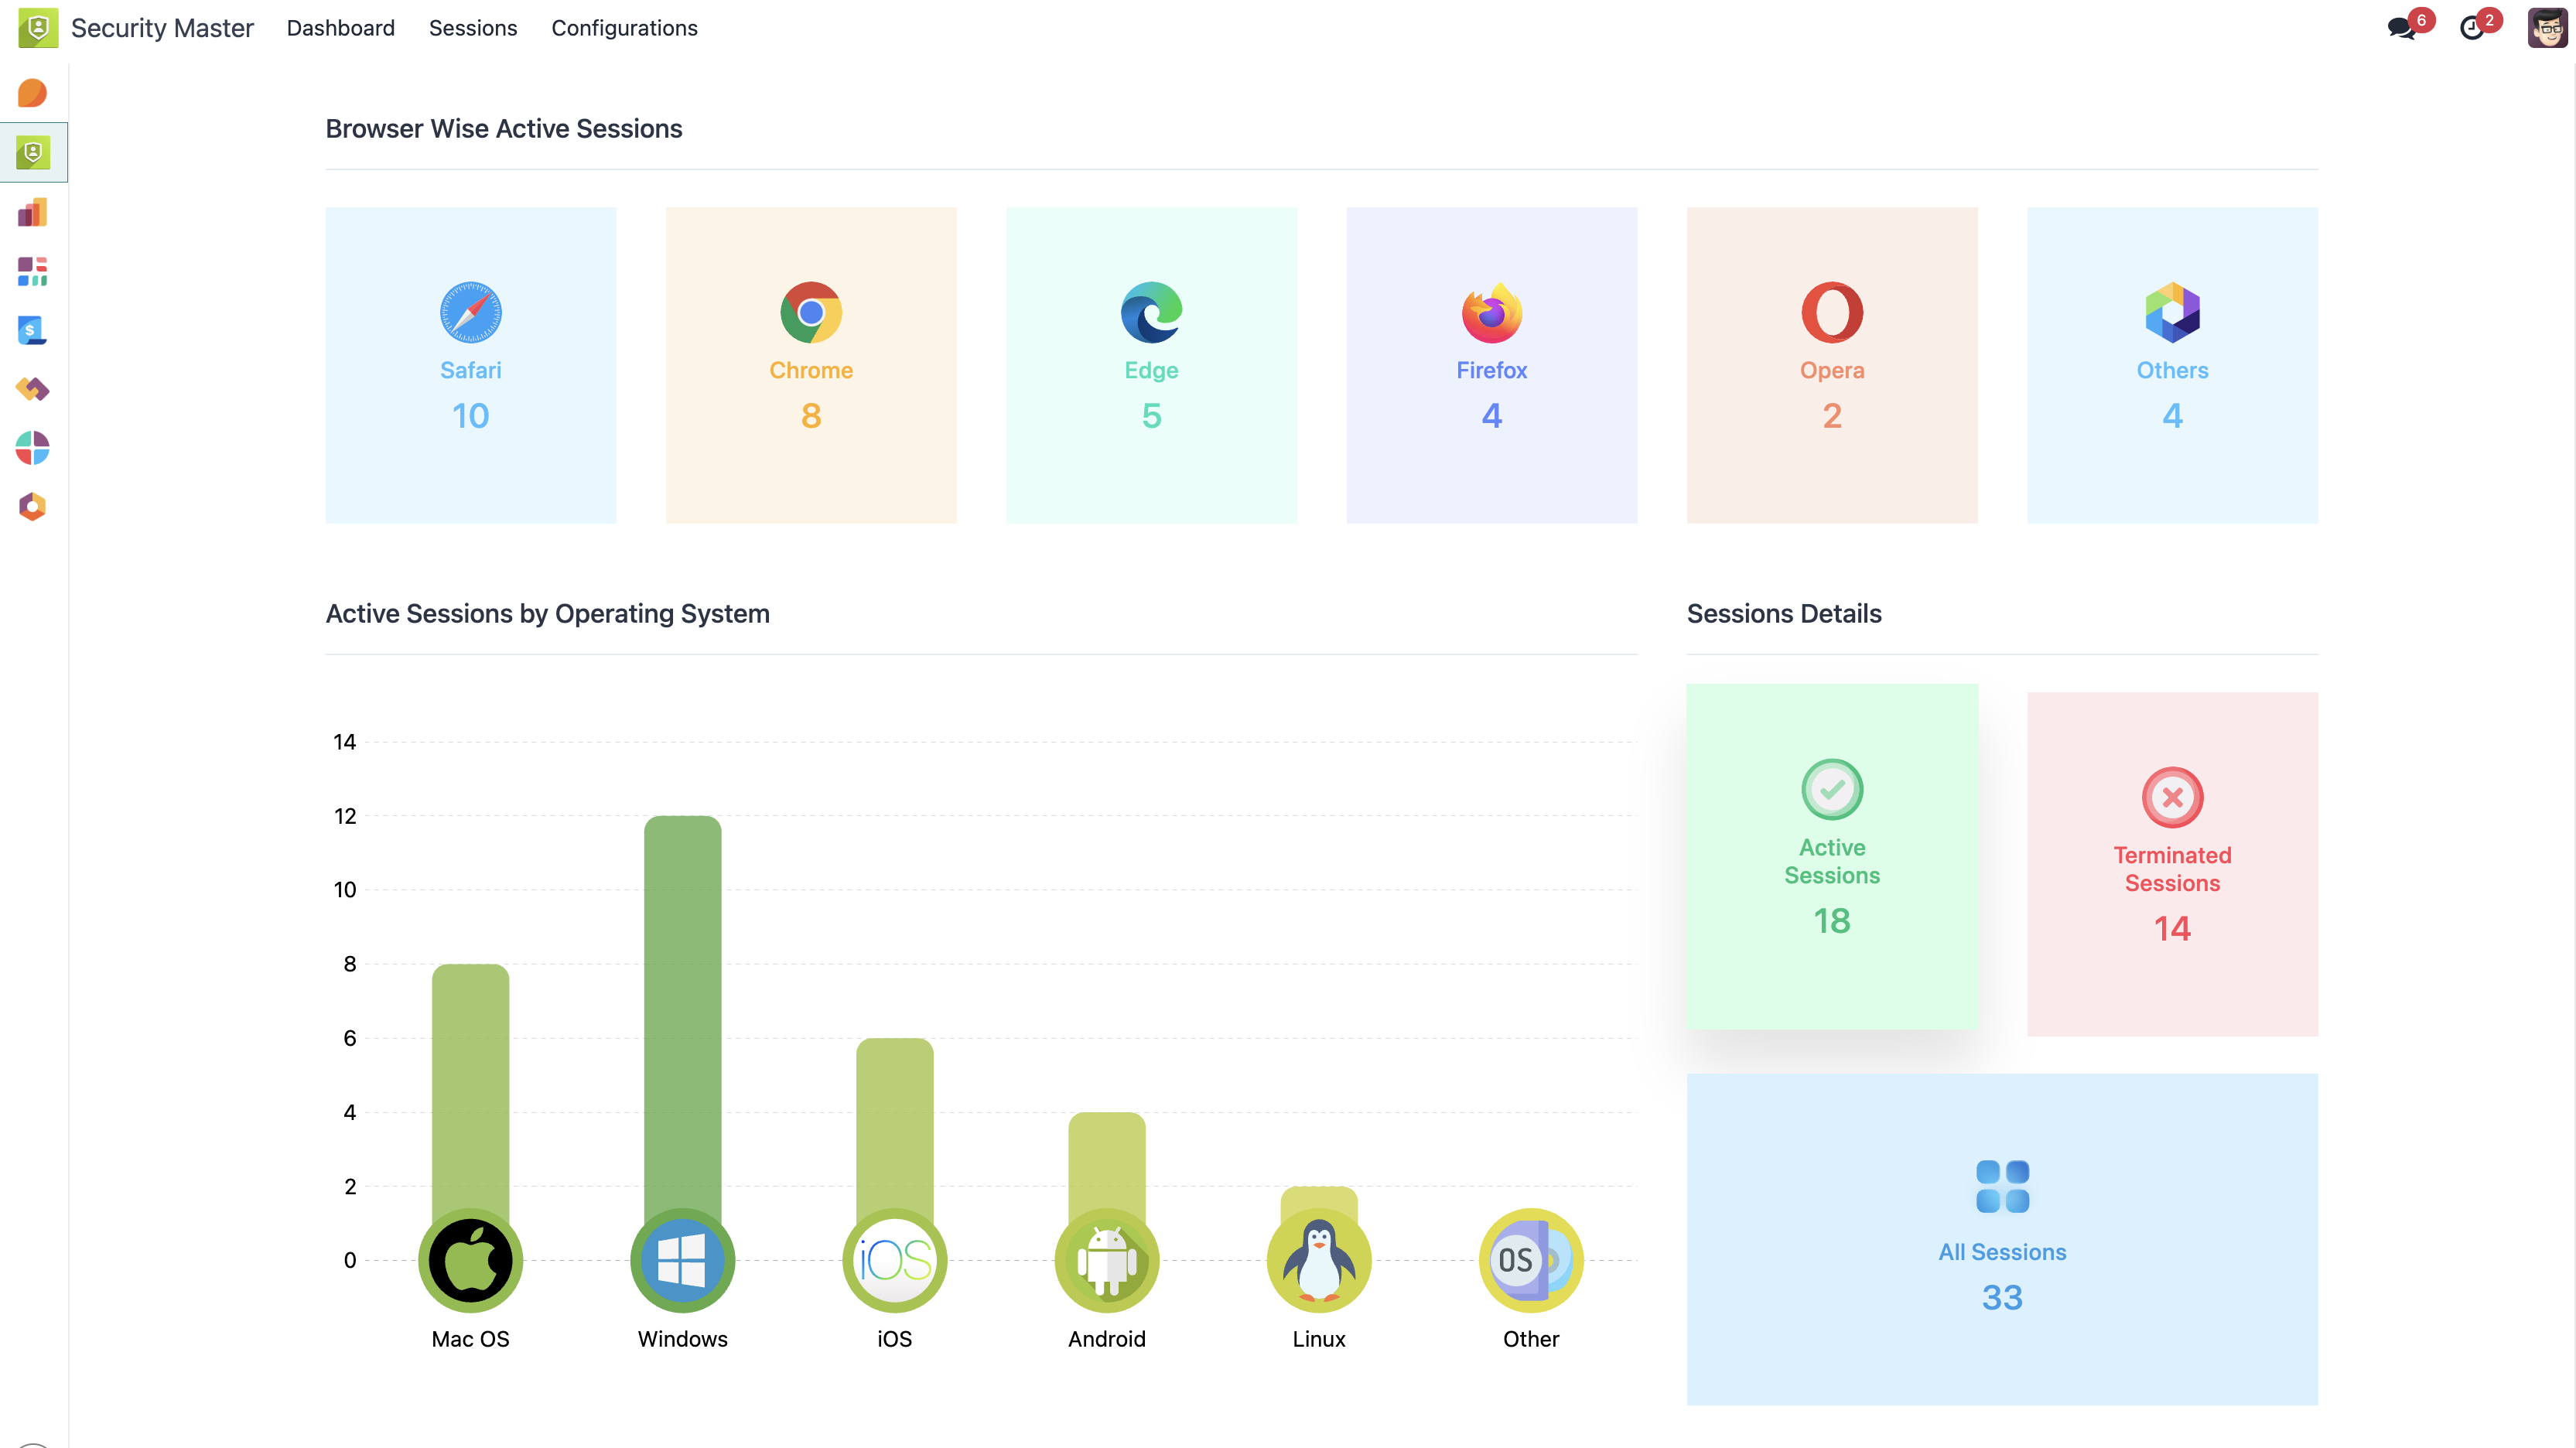 Security Master
Dashboard
Sessions
Configurations
6
2
Browser Wise Active Sessions
Safari
10
Chrome
8
Edge
5
Firefox
4
Opera
2
Others
4
Active Sessions by Operating System
14
12
10
8
6
4
2
0
iOS
OS
Mac OS
Windows
iOS
Android
Linux
Other
Sessions Details
Active
Sessions
18
Terminated
Sessions
14
All Sessions
33
$